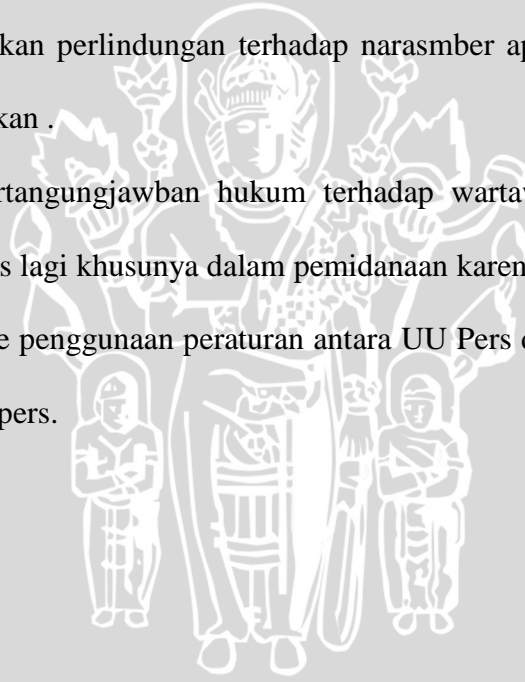 kan perlindungan terhadap narasmber ap
kan .
rtangungjawban hukum terhadap warta
s lagi khusunya dalam pemidanaan karen
e penggunaan peraturan antara UU Pers
pers.